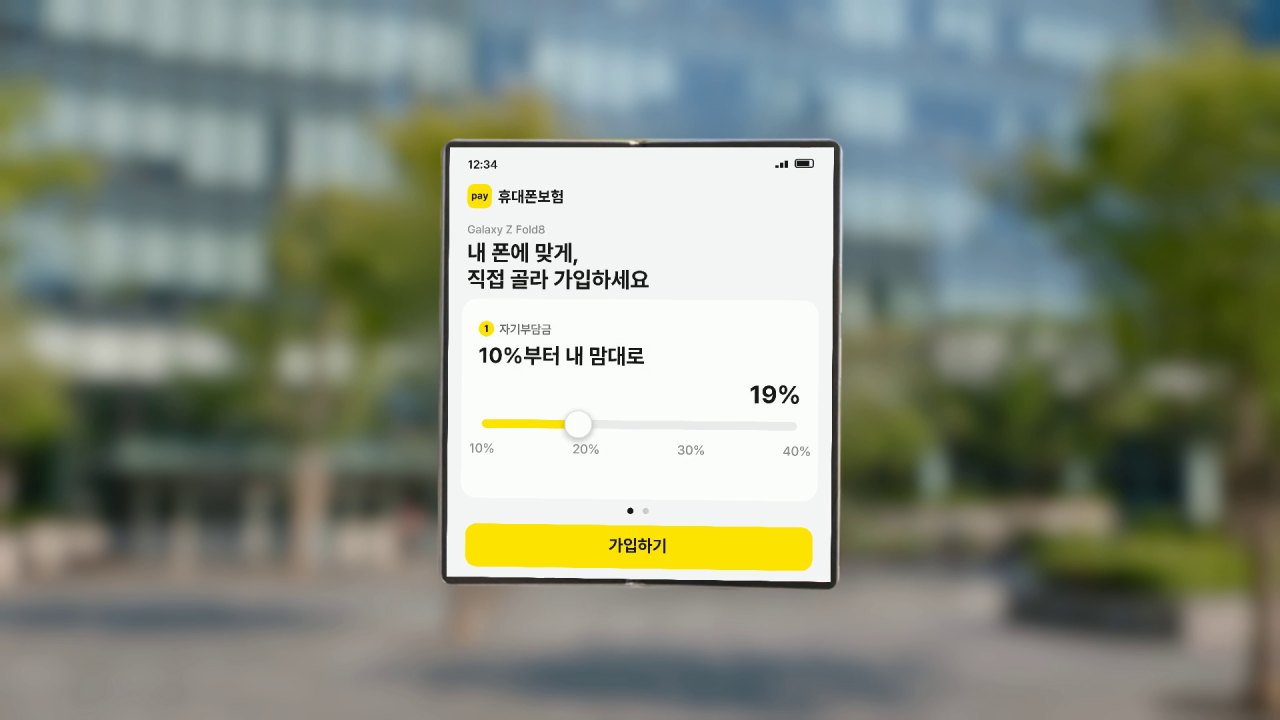 12:34
pay 휴대폰보험
Galaxy Z Fold8
내 폰에 맞게,
직접 골라 가입하세요
1 자기부담금
10%부터 내 맘대로
19%
10% 20% 30% 40%
가입하기